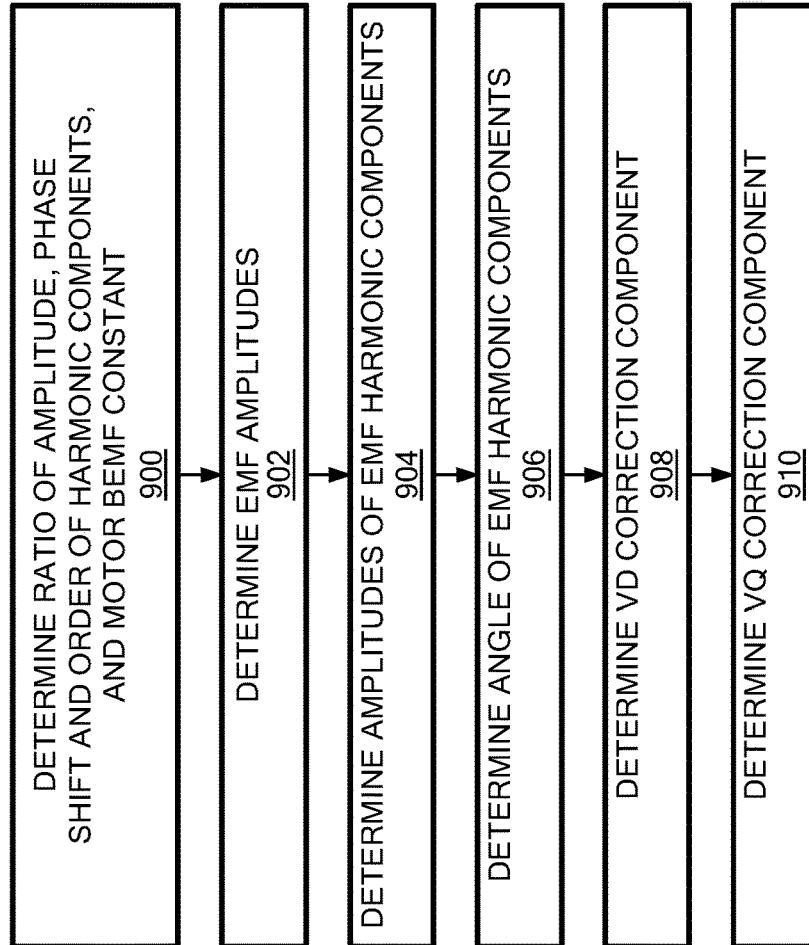 DETERMINE RATIO OF AMPLITUDE, PHASE
SHIFT AND ORDER OF HARMONIC COMPONENTS,
AND MOTOR BEMF CONSTANT
900
DETERMINE EMF AMPLITUDES
902
DETERMINE AMPLITUDES OF EMF HARMONIC COMPONENTS
904
DETERMINE ANGLE OF EMF HARMONIC COMPONENTS
906
DETERMINE VD CORRECTION COMPONENT
908
DETERMINE VQ CORRECTION COMPONENT
910